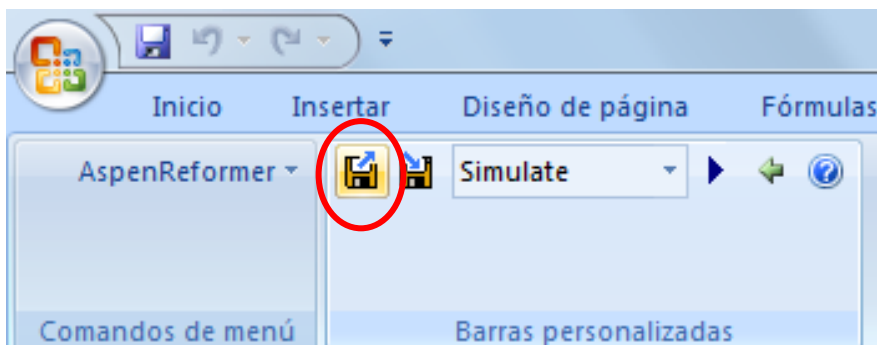 Inicio Insertar Diseño de página Fórmulas
AspenReformer Simulate
Comandos de menú Barras personalizadas